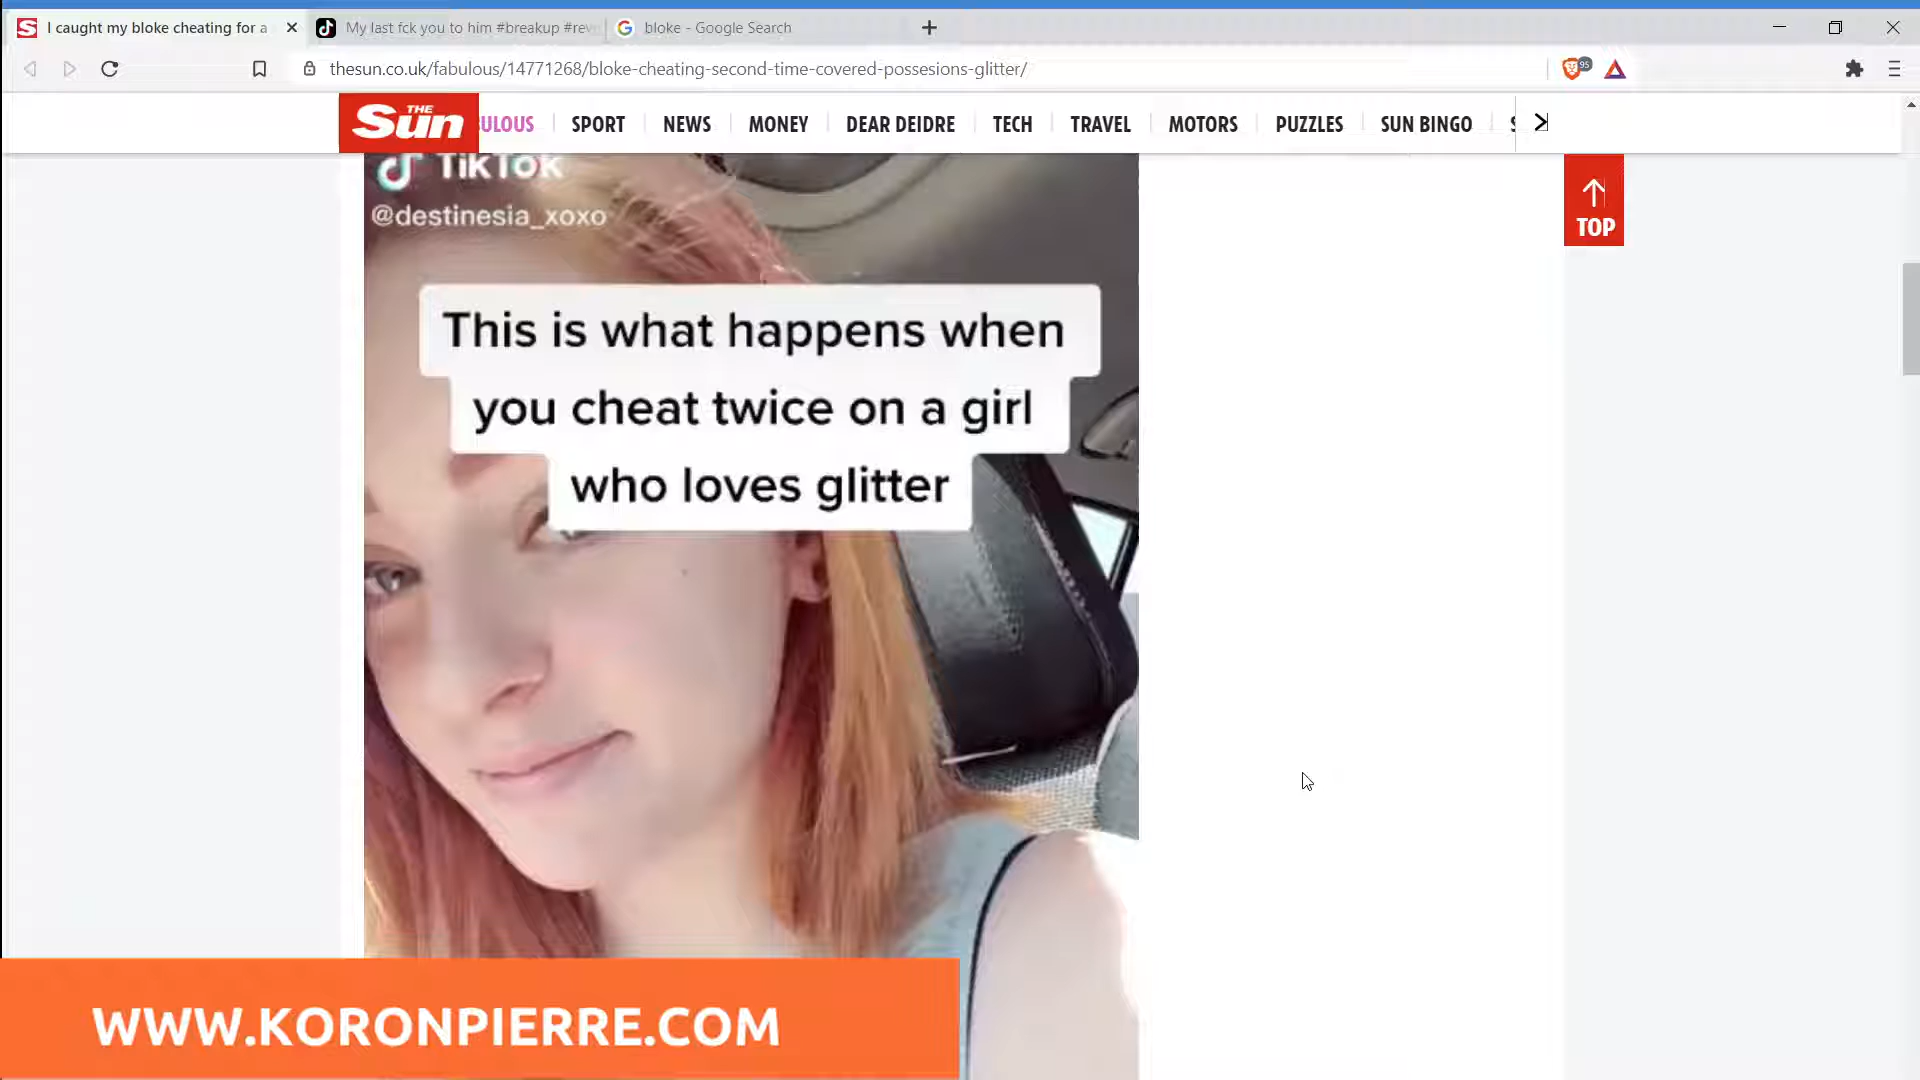 I caught my bloke cheating for a
My last fck you to him #breakup #rev
bloke - Google Search
thesun.co.uk/fabulous/14771268/bloke-cheating-second-time-covered-possesions-glitter/
95
THE
Sun
ULOUS
SPORT
NEWS
MONEY
DEAR DEIDRE
TECH
TRAVEL
MOTORS
PUZZLES
SUN BINGO
TOP
TikTok
@destinesia_xoxo
This is what happens when
you cheat twice on a girl
who loves glitter
WWW.KORONPIERRE.COM